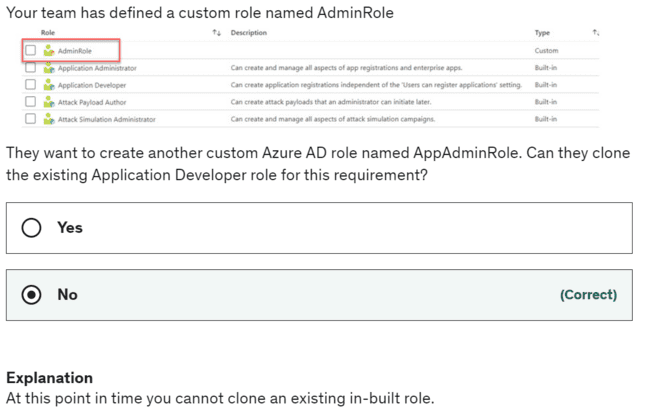 Your team has defined a custom role named AdminRole
Role ↑↓ Description Type ↑↓
AdminRole Custom
Application Administrator Can create and manage all aspects of app registrations and enterprise apps. Built-in
Application Developer Can create application registrations independent of the 'Users can register applications' setting. Built-in
Attack Payload Author Can create attack payloads that an administrator can initiate later. Built-in
Attack Simulation Administrator Can create and manage all aspects of attack simulation campaigns. Built-in
They want to create another custom Azure AD role named AppAdminRole. Can they clone
the existing Application Developer role for this requirement?
Yes
No (Correct)
Explanation
At this point in time you cannot clone an existing in-built role.